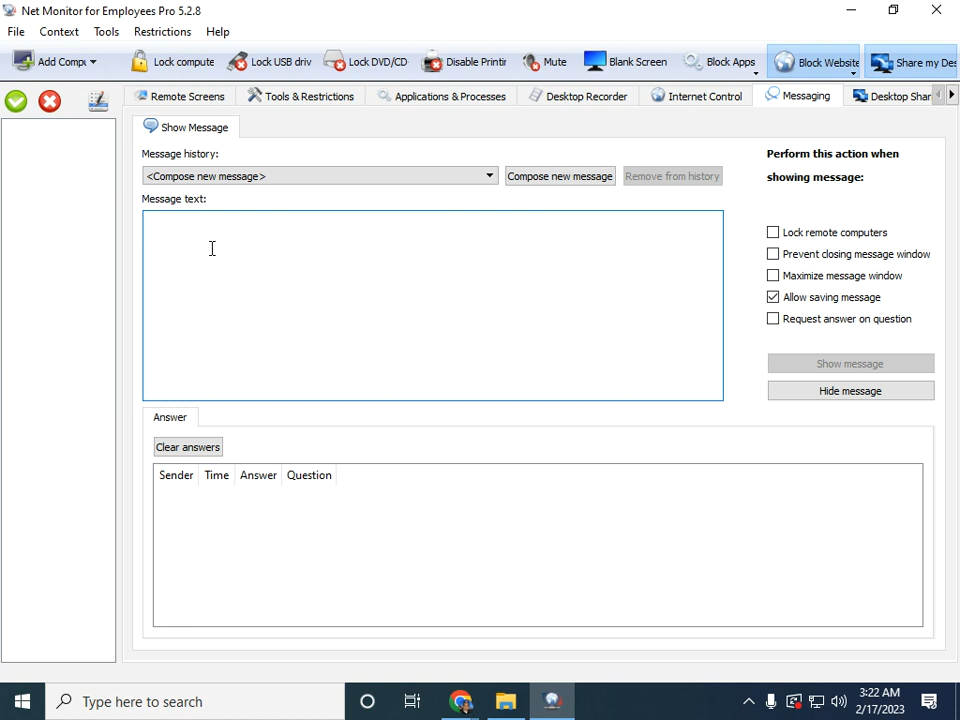 Net Monitor for Employees Pro 5.2.8
File Context Tools Restrictions Help
Add Compu Lock compute Lock USB driv Lock DVD/CD Disable Printi Mute Blank Screen Block Apps Block Website Share my Des
Remote Screens Tools & Restrictions Applications & Processes Desktop Recorder Internet Control Messaging Desktop Shar
Show Message
Message history:
<Compose new message> Compose new message Remove from history
Message text:
Perform this action when
showing message:
Lock remote computers
Prevent closing message window
Maximize message window
Allow saving message
Request answer on question
Show message
Hide message
Answer
Clear answers
Sender Time Answer Question
Type here to search
3:22 AM
2/17/2023